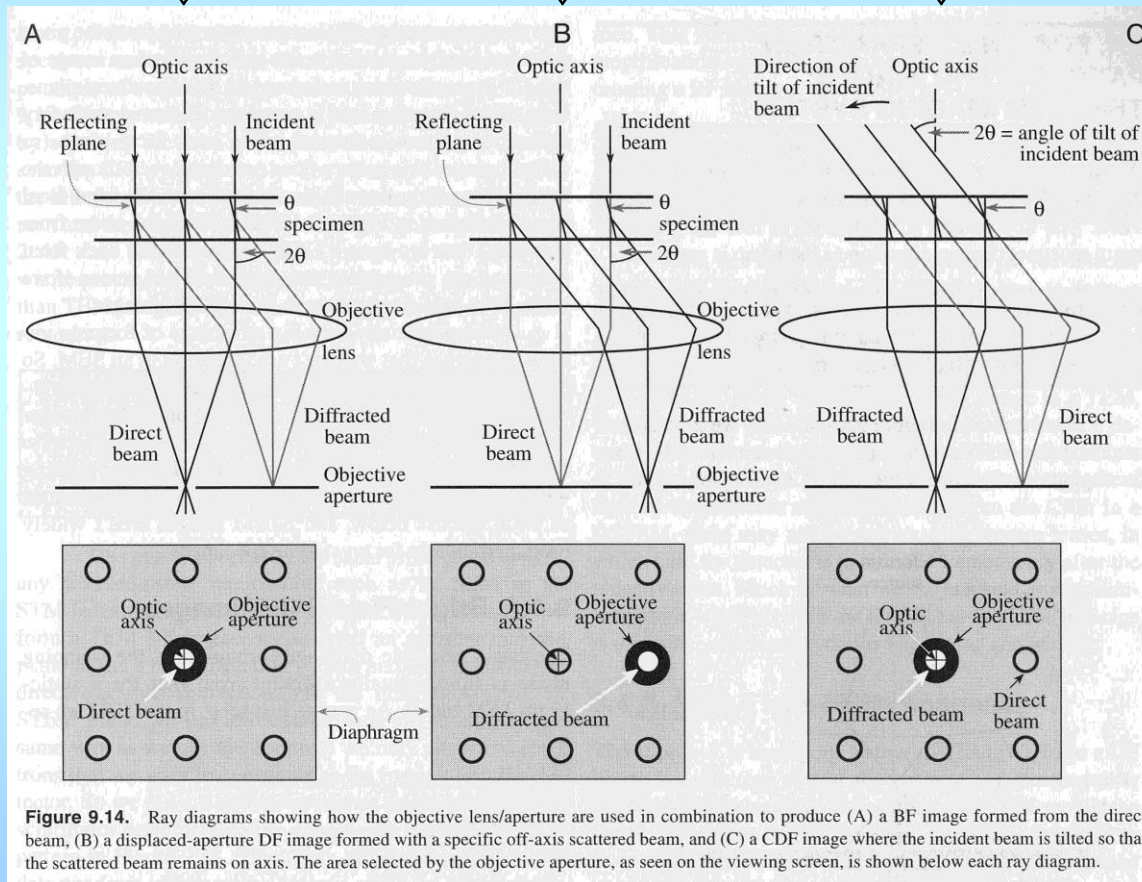 A
Optic axis
Reflecting
plane
Incident
beam
θ
specimen
2θ
Objective
lens
Direct
beam
Diffracted
beam
Objective
aperture
Optic
axis
Objective
aperture
Direct beam
Diaphragm
B
Optic axis
Reflecting
plane
Incident
beam
θ
specimen
2θ
Objective
lens
Direct
beam
Diffracted
beam
Objective
aperture
Optic
axis
Objective
aperture
Diffracted beam
C
Direction of
tilt of incident
beam
Optic axis
2θ = angle of tilt of
incident beam
θ
Diffracted
beam
Direct
beam
Optic
axis
Objective
aperture
Diffracted beam
Direct
beam
Figure 9.14. Ray diagrams showing how the objective lens/aperture are used in combination to produce (A) a BF image formed from the direct
beam, (B) a displaced-aperture DF image formed with a specific off-axis scattered beam, and (C) a CDF image where the incident beam is tilted so that
the scattered beam remains on axis. The area selected by the objective aperture, as seen on the viewing screen, is shown below each ray diagram.